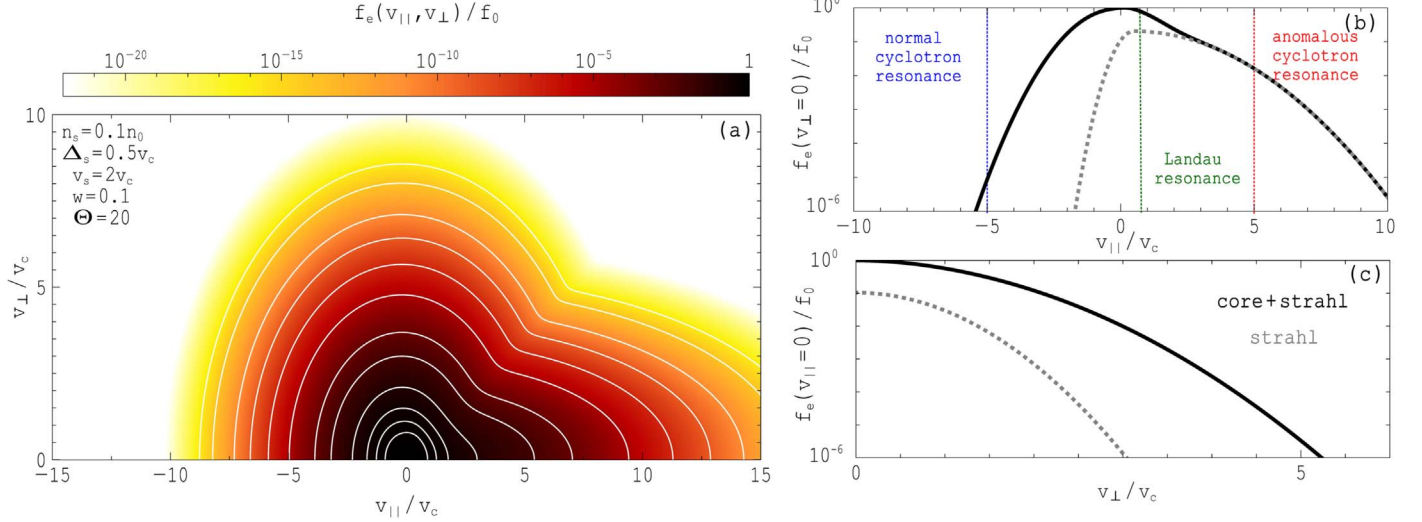 f_e(v_||,v_⊥)/f_0
10^-20 10^-15 10^-10 10^-5 1
(a)
n_s=0.1n_0
Δ_s=0.5v_c
v_s=2v_c
w=0.1
Θ=20
10
5
0
v_⊥/v_c
-15 -10 -5 0 5 10 15
v_||/v_c
(b)
normal
cyclotron
resonance
anomalous
cyclotron
resonance
Landau
resonance
10^0
10^-6
f_e(v_⊥=0)/f_0
-10 -5 0 5 10
v_||/v_c
(c)
core+strahl
strahl
10^0
10^-6
f_e(v_||=0)/f_0
0 5
v_⊥/v_c